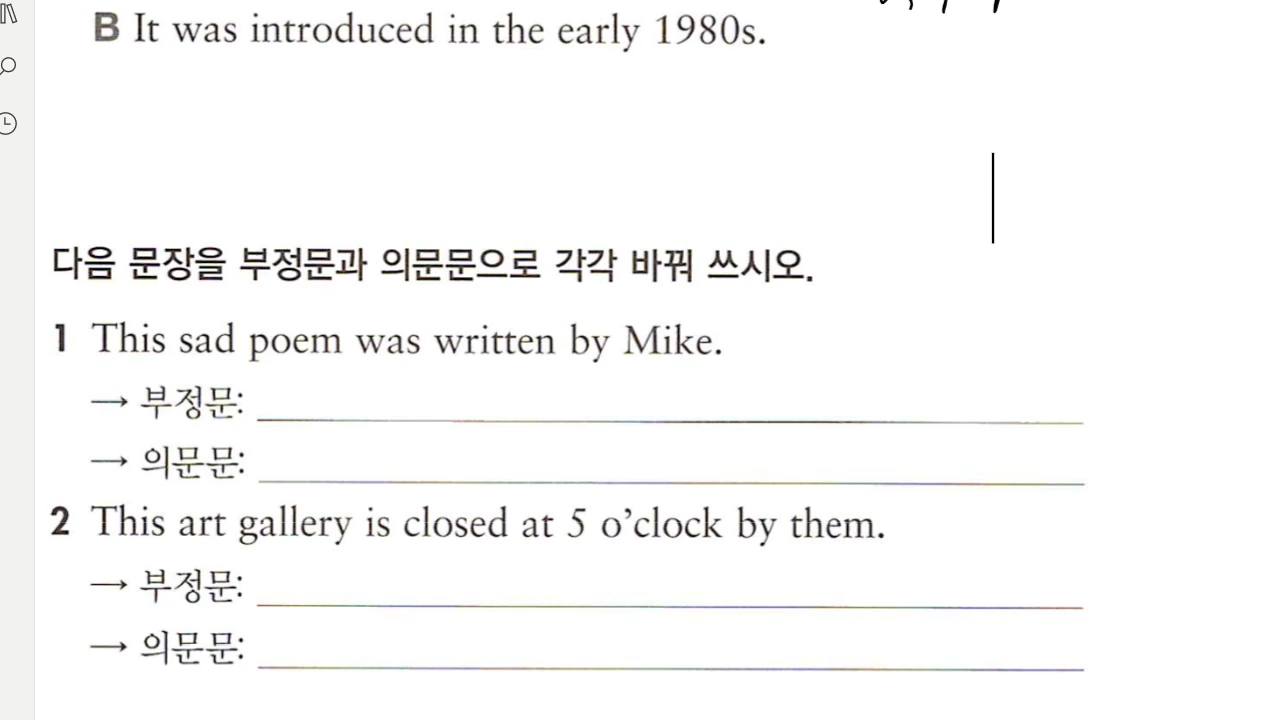 B It was introduced in the early 1980s.
다음 문장을 부정문과 의문문으로 각각 바꿔 쓰시오.
1 This sad poem was written by Mike.
→ 부정문:
→ 의문문:
2 This art gallery is closed at 5 o’clock by them.
→ 부정문:
→ 의문문: